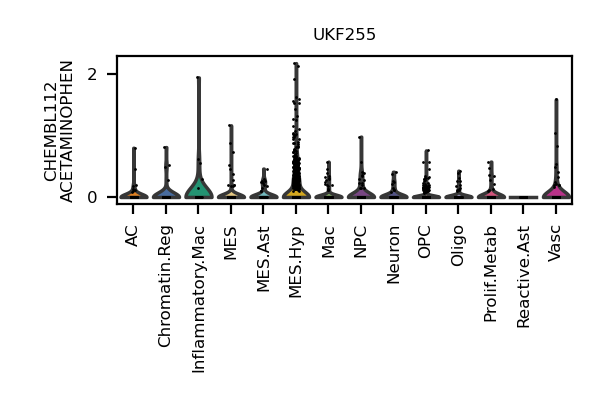 UKF255
CHEMBL112
ACETAMINOPHEN
2
0
AC
Chromatin.Reg
Inflammatory.Mac
MES
MES.Ast
MES.Hyp
Mac
NPC
Neuron
OPC
Oligo
Prolif.Metab
Reactive.Ast
Vasc